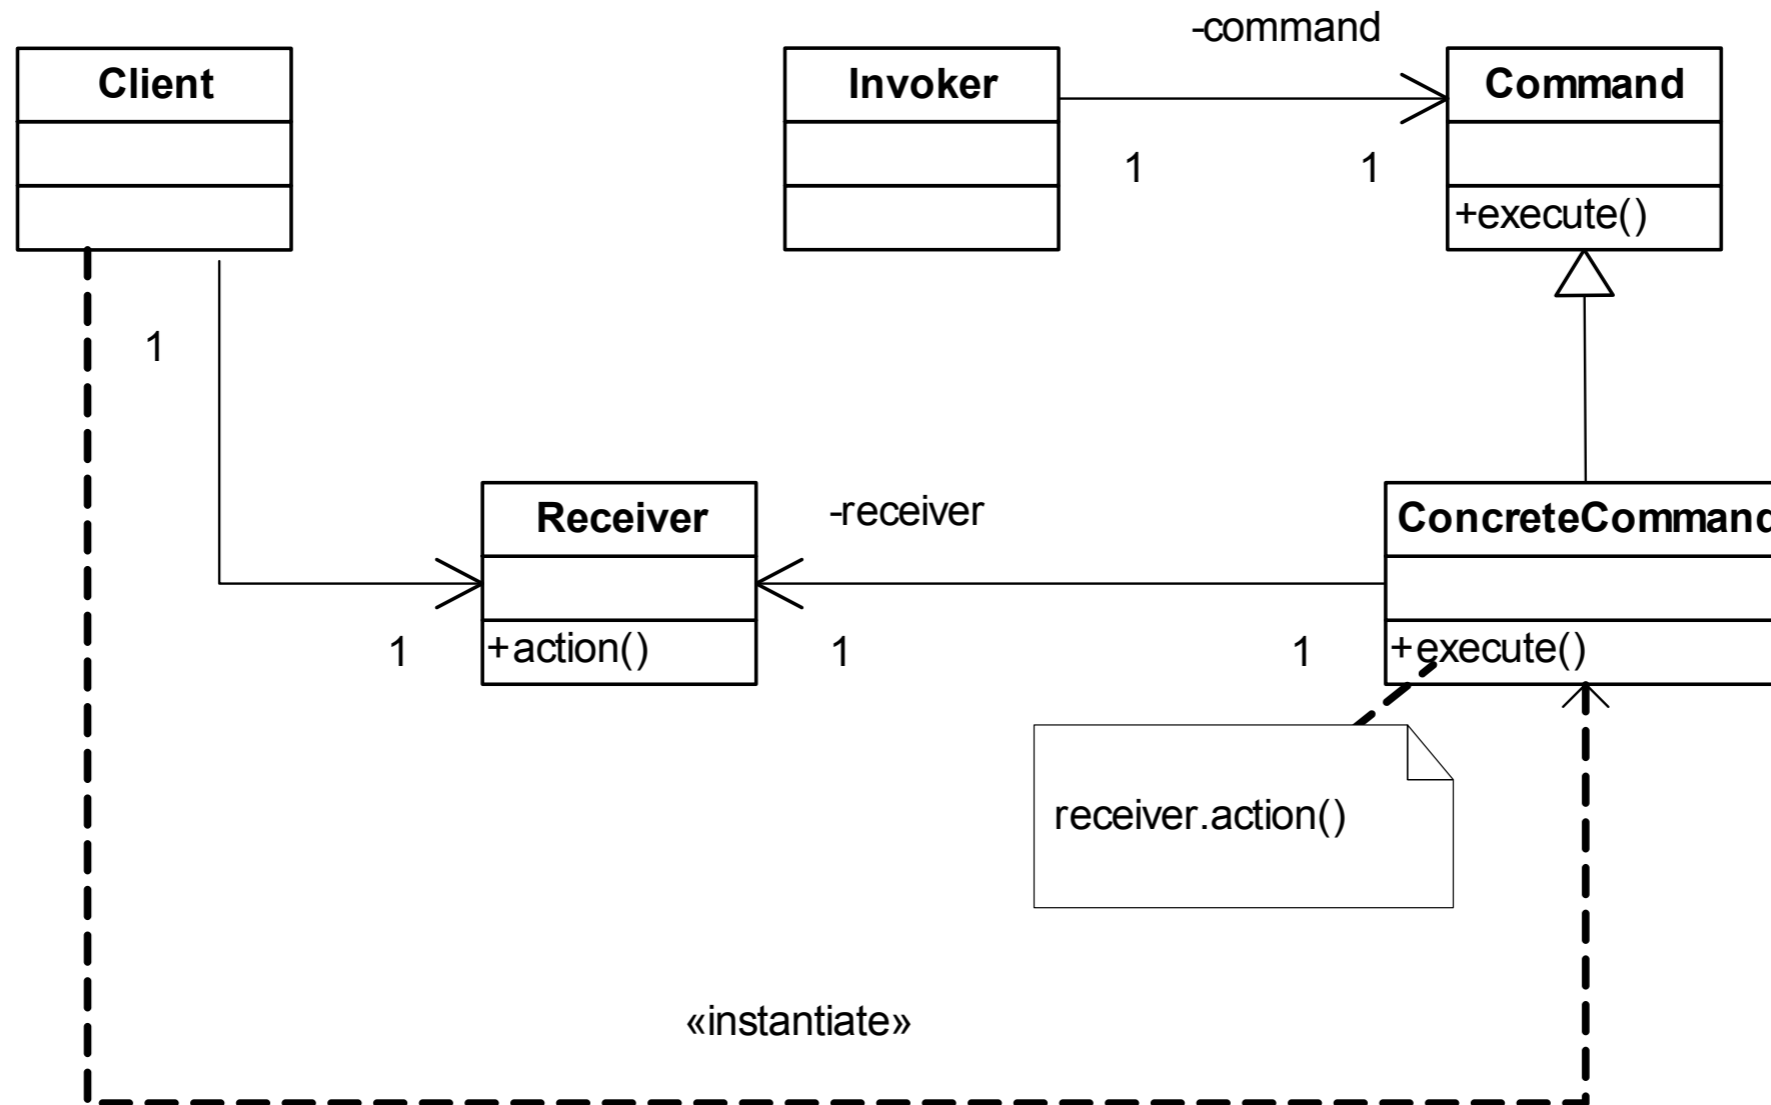 -command
Client
Invoker
Command
1
1
+execute()
1
Receiver
-receiver
ConcreteCommand
1
+action()
1
1
+execute()
receiver.action()
«instantiate»